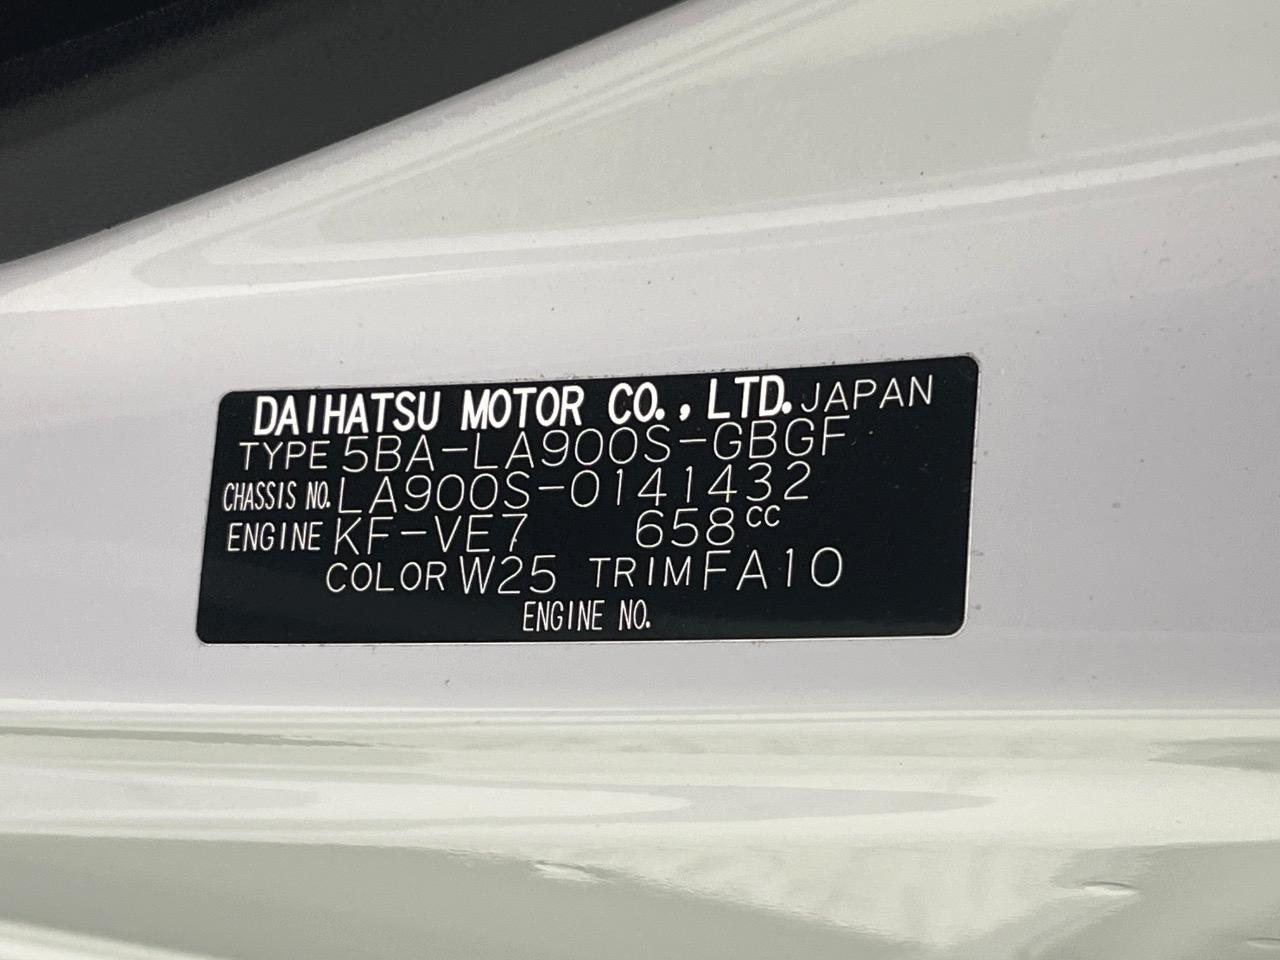 DAIHATSU MOTOR CO., LTD. JAPAN
TYPE 5BA-LA900S-GBGF
CHASSIS NO. LA900S-0141432
ENGINE KF-VE7 658cc
COLOR W25 TRIM FA10
ENGINE NO.